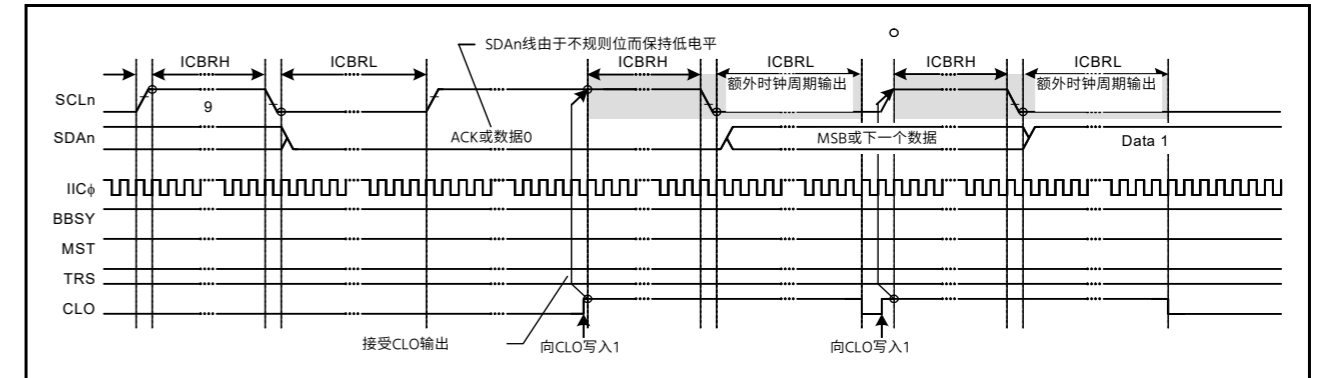 SDAn线由于不规则位而保持低电平
ICBRH ICBRL ICBRH ICBRL ICBRH ICBRL
额外时钟周期输出 额外时钟周期输出
SCLn 9
SDAn ACK或数据0 MSB或下一个数据 Data 1
IICϕ
BBSY
MST
TRS
CLO
接受CLO输出 向CLO写入1 向CLO写入1